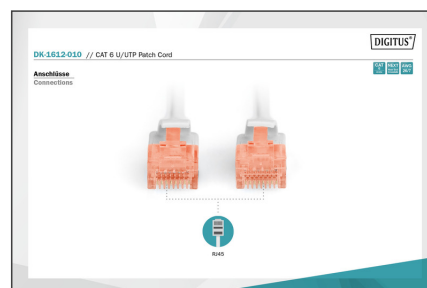 DIGITUS®
DK-1612-010 // CAT 6 U/UTP Patch Cord
Anschlüsse
Connections
RJ45